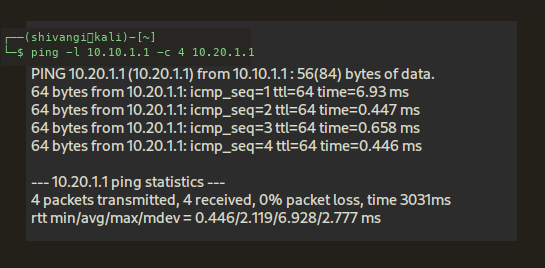 ┌──(shivangi㉿kali)-[~]
└─$ ping -l 10.10.1.1 -c 4 10.20.1.1
PING 10.20.1.1 (10.20.1.1) from 10.10.1.1 : 56(84) bytes of data.
64 bytes from 10.20.1.1: icmp_seq=1 ttl=64 time=6.93 ms
64 bytes from 10.20.1.1: icmp_seq=2 ttl=64 time=0.447 ms
64 bytes from 10.20.1.1: icmp_seq=3 ttl=64 time=0.658 ms
64 bytes from 10.20.1.1: icmp_seq=4 ttl=64 time=0.446 ms
--- 10.20.1.1 ping statistics ---
4 packets transmitted, 4 received, 0% packet loss, time 3031ms
rtt min/avg/max/mdev = 0.446/2.119/6.928/2.777 ms